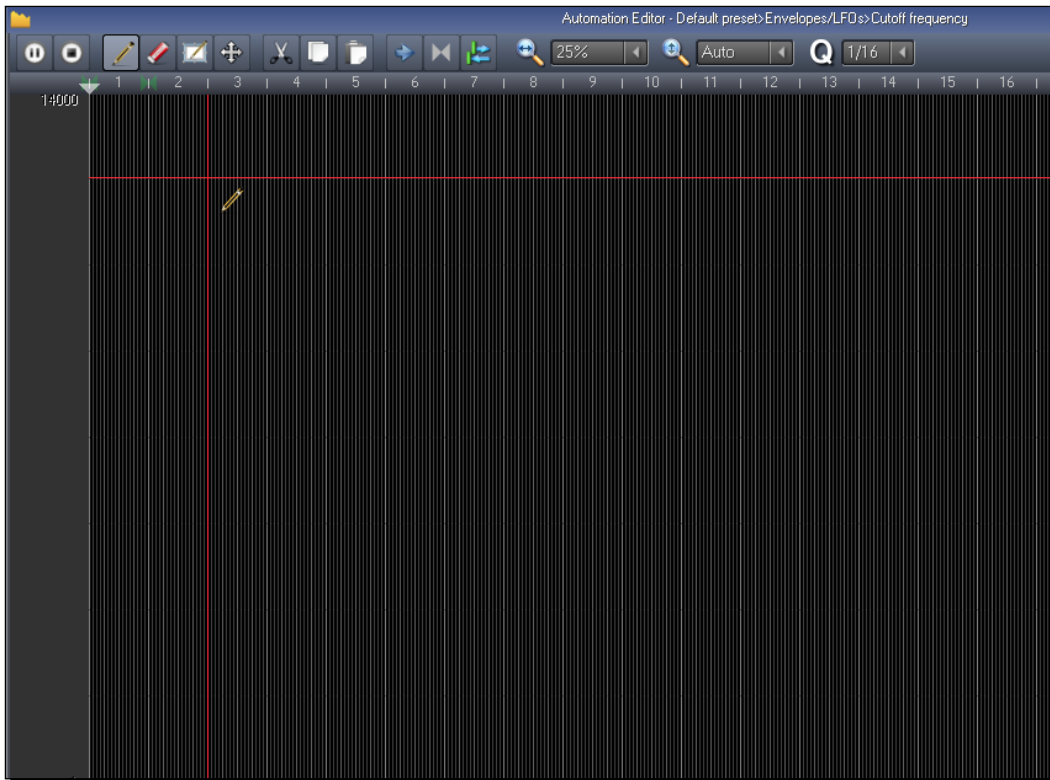 Automation Editor - Default preset>Envelopes/LFOs>Cutoff frequency
25% Auto Q 1/16
1 2 3 4 5 6 7 8 9 10 11 12 13 14 15 16
14000